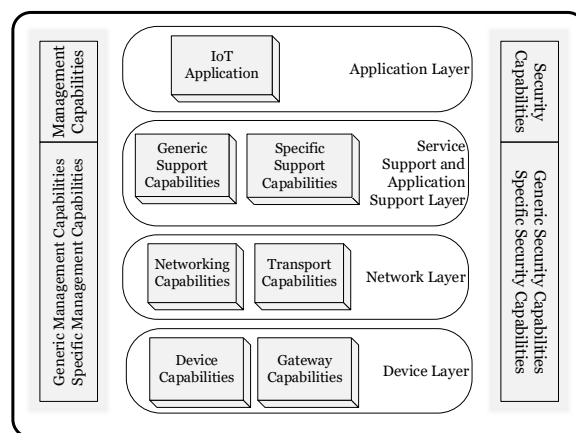 Management
Capabilities
Generic Management Capabilities
Specific Management Capabilities
IoT
Application
Application Layer
Generic
Support
Capabilities
Specific
Support
Capabilities
Service
Support and
Application
Support Layer
Networking
Capabilities
Transport
Capabilities
Network Layer
Device
Capabilities
Gateway
Capabilities
Device Layer
Security
Capabilities
Generic Security Capabilities
Specific Security Capabilities